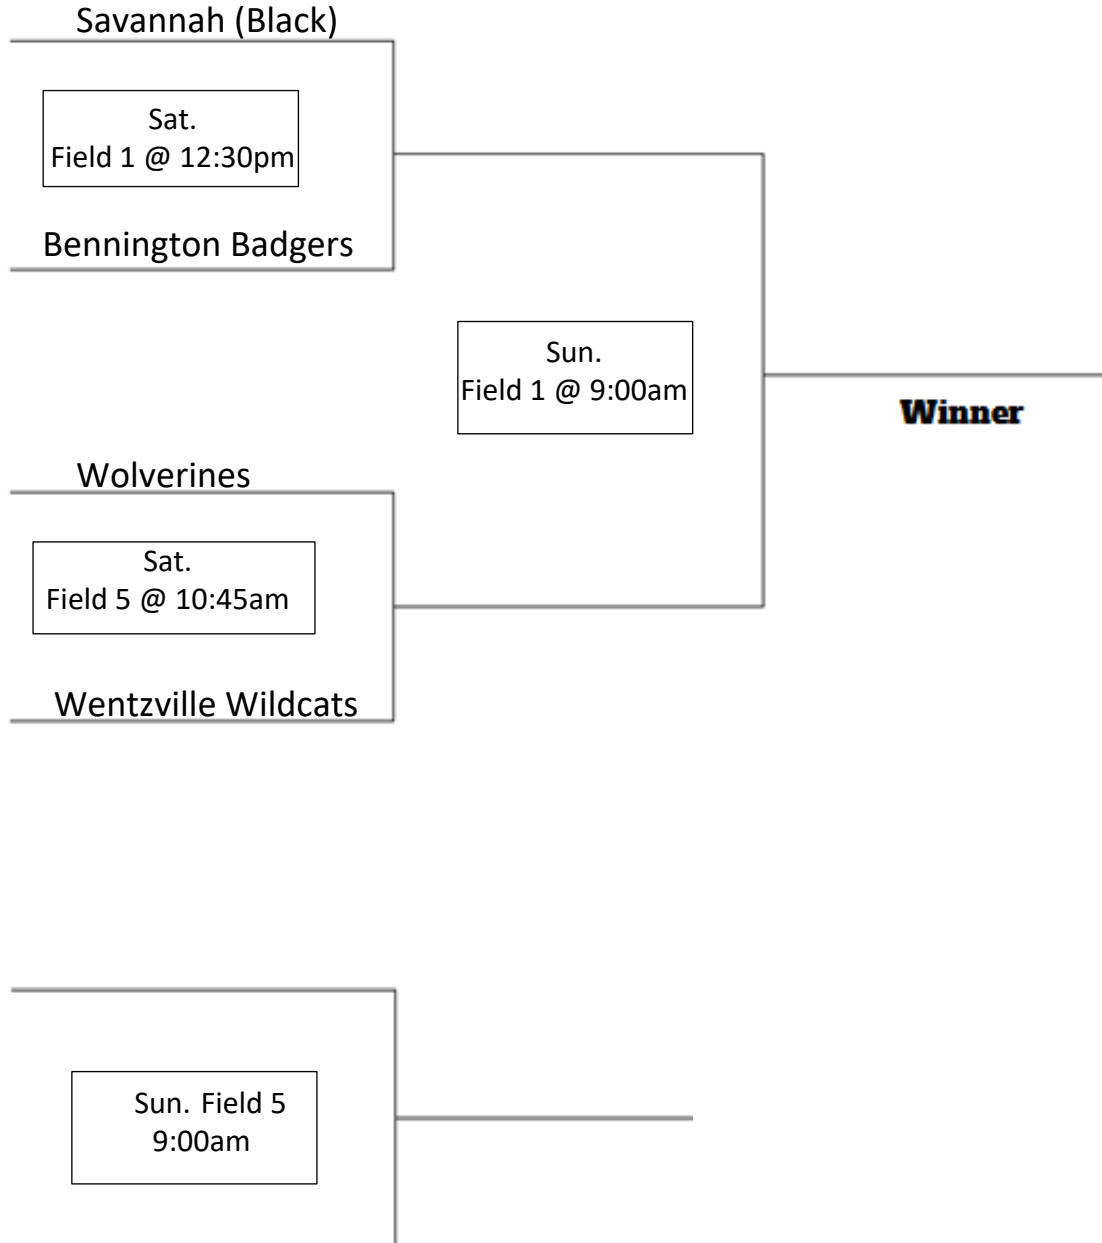 Savannah (Black)
Sat.
Field 1 @ 12:30pm
Bennington Badgers
Sun.
Field 1 @ 9:00am
Winner
Wolverines
Sat.
Field 5 @ 10:45am
Wentzville Wildcats
Sun. Field 5
9:00am